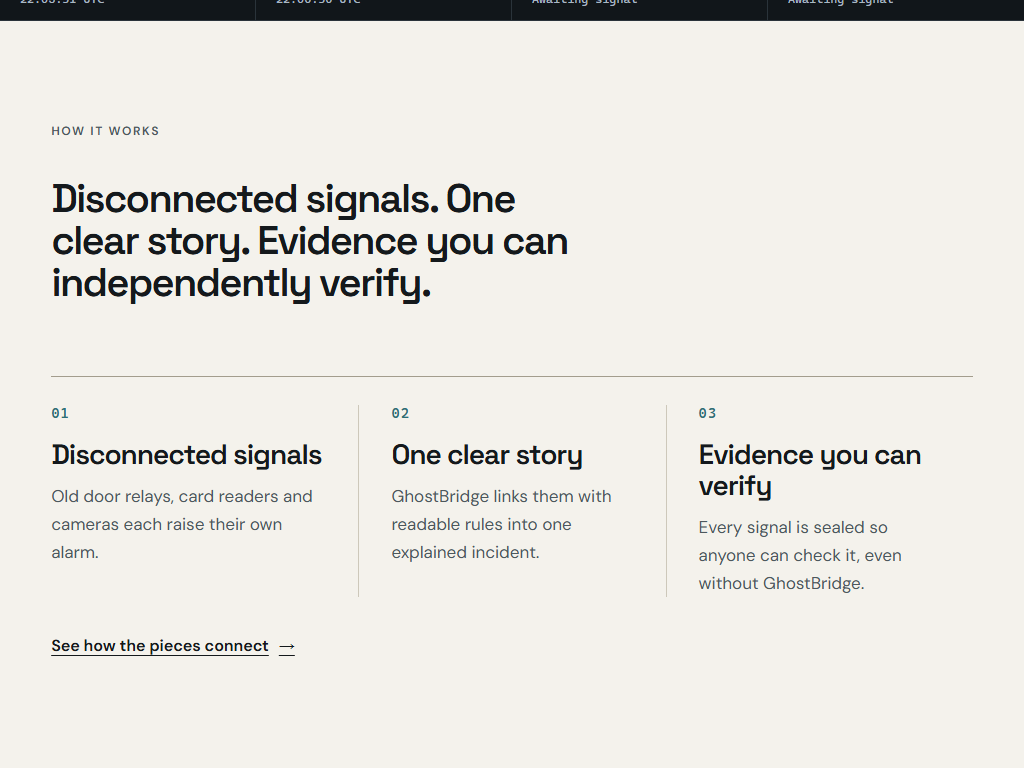 HOW IT WORKS
Disconnected signals. One
clear story. Evidence you can
independently verify.
01
Disconnected signals
Old door relays, card readers and
cameras each raise their own
alarm.
02
One clear story
GhostBridge links them with
readable rules into one
explained incident.
03
Evidence you can
verify
Every signal is sealed so
anyone can check it, even
without GhostBridge.
See how the pieces connect →